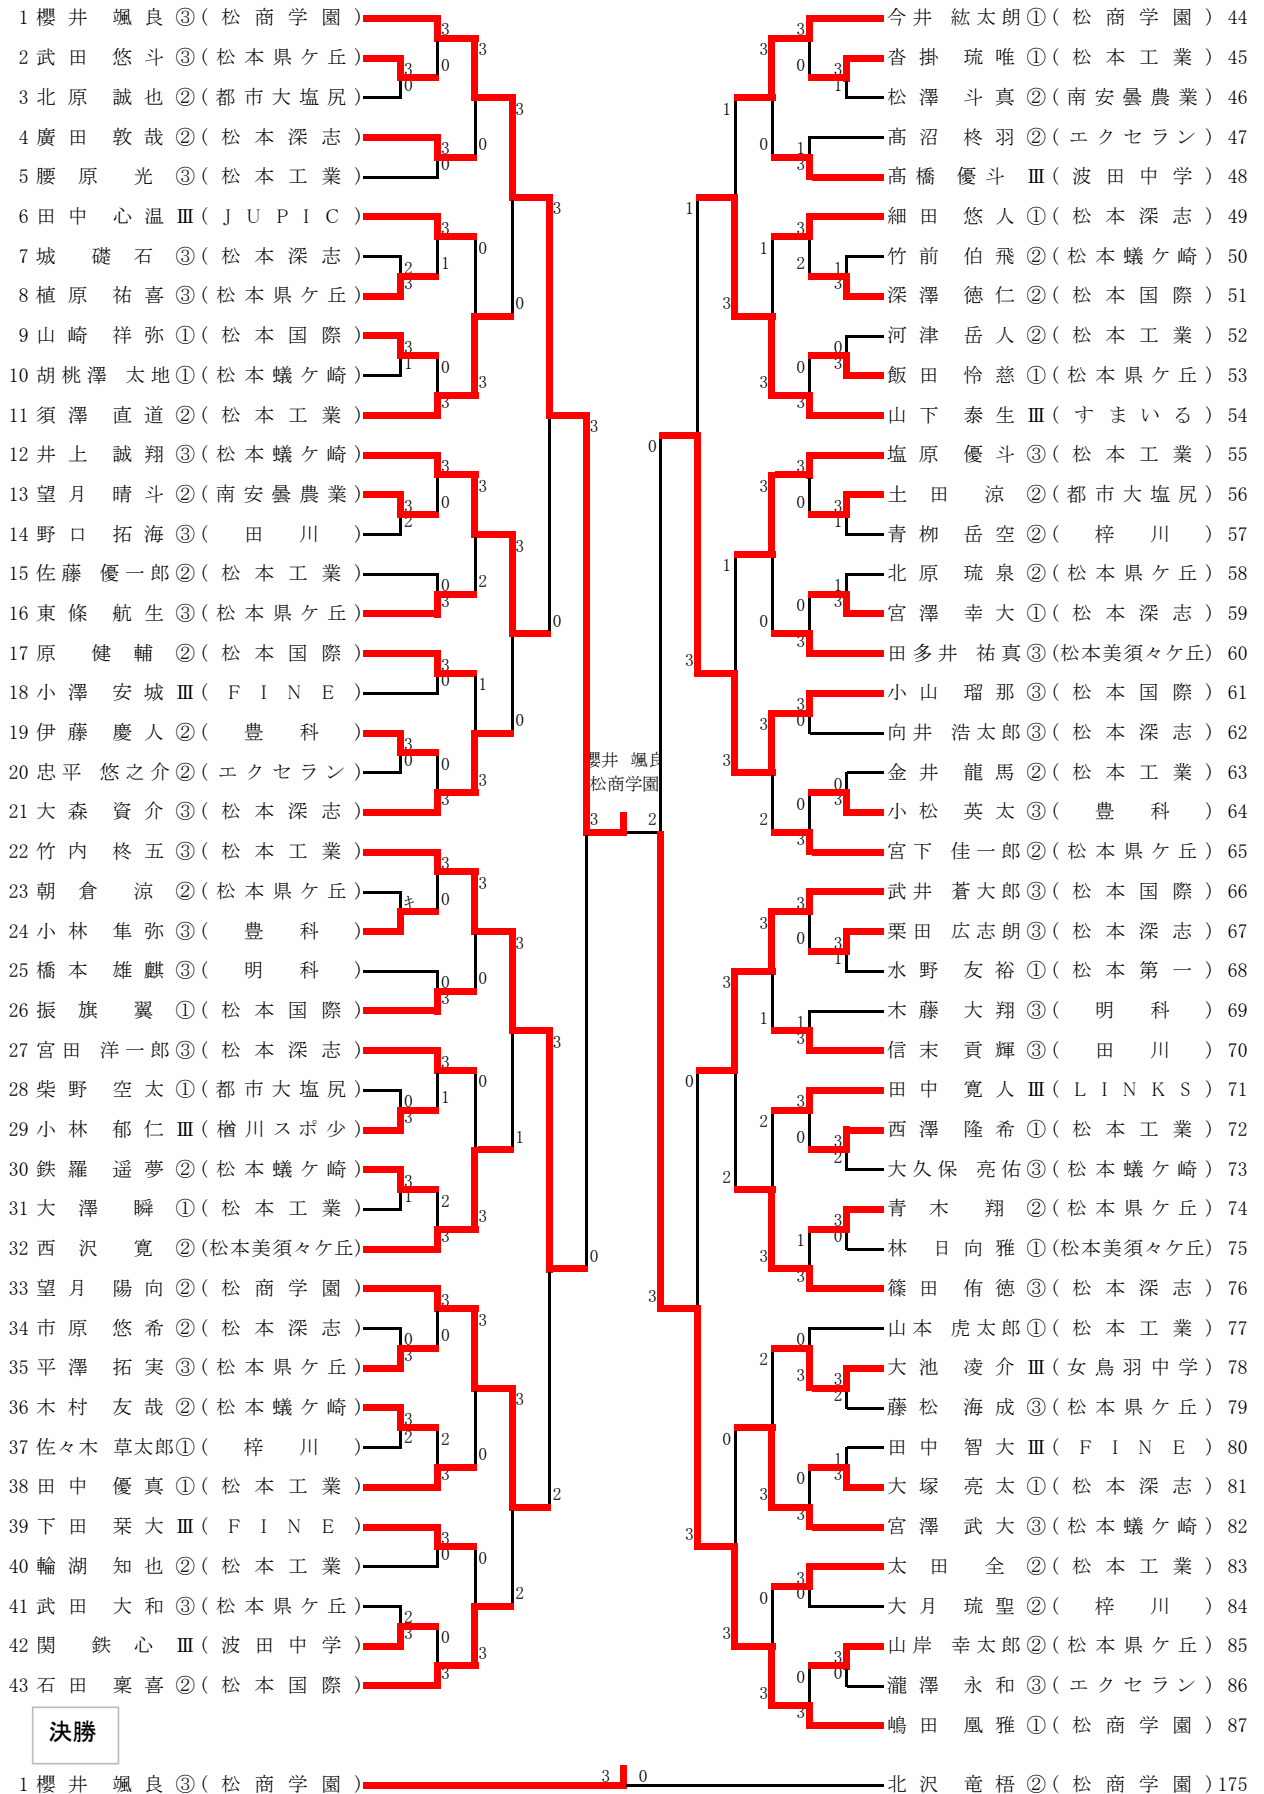 1 櫻井 颯良 ③(松商学園)
2 武田 悠斗 ③(松本県ケ丘)
3 北原 誠也 ②(都市大塩尻)
4 廣田 敦哉 ②(松本深志)
5 腰原 光 ③(松本工業)
6 田中 心温 Ⅲ(JUPIC)
7 城 礎石 ③(松本深志)
8 植原 祐喜 ③(松本県ケ丘)
9 山崎 祥弥 ①(松本国際)
10 胡桃澤 太地 ①(松本蟻ケ崎)
11 須澤 直道 ②(松本工業)
12 井上 誠翔 ③(松本蟻ケ崎)
13 望月 晴斗 ②(南安曇農業)
14 野口 拓海 ③(田川)
15 佐藤 優一郎 ②(松本工業)
16 東條 航生 ③(松本県ケ丘)
17 原 健輔 ②(松本国際)
18 小澤 安城 Ⅲ(FINE)
19 伊藤 慶人 ②(豊科)
20 忠平 悠之介 ②(エクセラン)
21 大森 資介 ③(松本深志)
22 竹内 柊五 ③(松本工業)
23 朝倉 涼 ②(松本県ケ丘)
24 小林 隼弥 ③(豊科)
25 橋本 雄麒 ③(明科)
26 振旗 翼 ①(松本国際)
27 宮田 洋一郎 ③(松本深志)
28 柴野 空太 ①(都市大塩尻)
29 小林 郁仁 Ⅲ(楢川スポ少)
30 鉄羅 遥夢 ②(松本蟻ケ崎)
31 大澤 瞬 ①(松本工業)
32 西沢 寛 ②(松本美須々ケ丘)
33 望月 陽向 ②(松商学園)
34 市原 悠希 ②(松本深志)
35 平澤 拓実 ③(松本県ケ丘)
36 木村 友哉 ②(松本蟻ケ崎)
37 佐々木 草太郎 ①(梓川)
38 田中 優真 ①(松本工業)
39 下田 栞大 Ⅲ(FINE)
40 輪湖 知也 ②(松本工業)
41 武田 大和 ③(松本県ケ丘)
42 関 鉄心 Ⅲ(波田中学)
43 石田 稟喜 ②(松本国際)
櫻井 颯良
松商学園
3 2
今井 紘太朗 ①(松商学園) 44
沓掛 琉唯 ①(松本工業) 45
松澤 斗真 ②(南安曇農業) 46
髙沼 柊羽 ②(エクセラン) 47
髙橋 優斗 Ⅲ(波田中学) 48
細田 悠人 ①(松本深志) 49
竹前 伯飛 ②(松本蟻ケ崎) 50
深澤 徳仁 ②(松本国際) 51
河津 岳人 ②(松本工業) 52
飯田 怜慈 ①(松本県ケ丘) 53
山下 泰生 Ⅲ(すまいる) 54
塩原 優斗 ③(松本工業) 55
土田 涼 ②(都市大塩尻) 56
青栁 岳空 ②(梓川) 57
北原 琉泉 ②(松本県ケ丘) 58
宮澤 幸大 ①(松本深志) 59
田多井 祐真 ③(松本美須々ケ丘) 60
小山 瑠那 ③(松本国際) 61
向井 浩太郎 ③(松本深志) 62
金井 龍馬 ②(松本工業) 63
小松 英太 ③(豊科) 64
宮下 佳一郎 ②(松本県ケ丘) 65
武井 蒼大郎 ③(松本国際) 66
栗田 広志朗 ③(松本深志) 67
水野 友裕 ①(松本第一) 68
木藤 大翔 ③(明科) 69
信末 貢輝 ③(田川) 70
田中 寛人 Ⅲ(LINKS) 71
西澤 隆希 ①(松本工業) 72
大久保 亮佑 ③(松本蟻ケ崎) 73
青木 翔 ②(松本県ケ丘) 74
林 日向雅 ①(松本美須々ケ丘) 75
篠田 侑徳 ③(松本深志) 76
山本 虎太郎 ①(松本工業) 77
大池 凌介 Ⅲ(女鳥羽中学) 78
藤松 海成 ③(松本県ケ丘) 79
田中 智大 Ⅲ(FINE) 80
大塚 亮太 ①(松本深志) 81
宮澤 武大 ③(松本蟻ケ崎) 82
太田 全 ②(松本工業) 83
大月 琉聖 ②(梓川) 84
山岸 幸太郎 ②(松本県ケ丘) 85
瀧澤 永和 ③(エクセラン) 86
嶋田 凰雅 ①(松商学園) 87
決勝
1 櫻井 颯良 ③(松商学園) 3 0 北沢 竜梧 ②(松商学園) 175